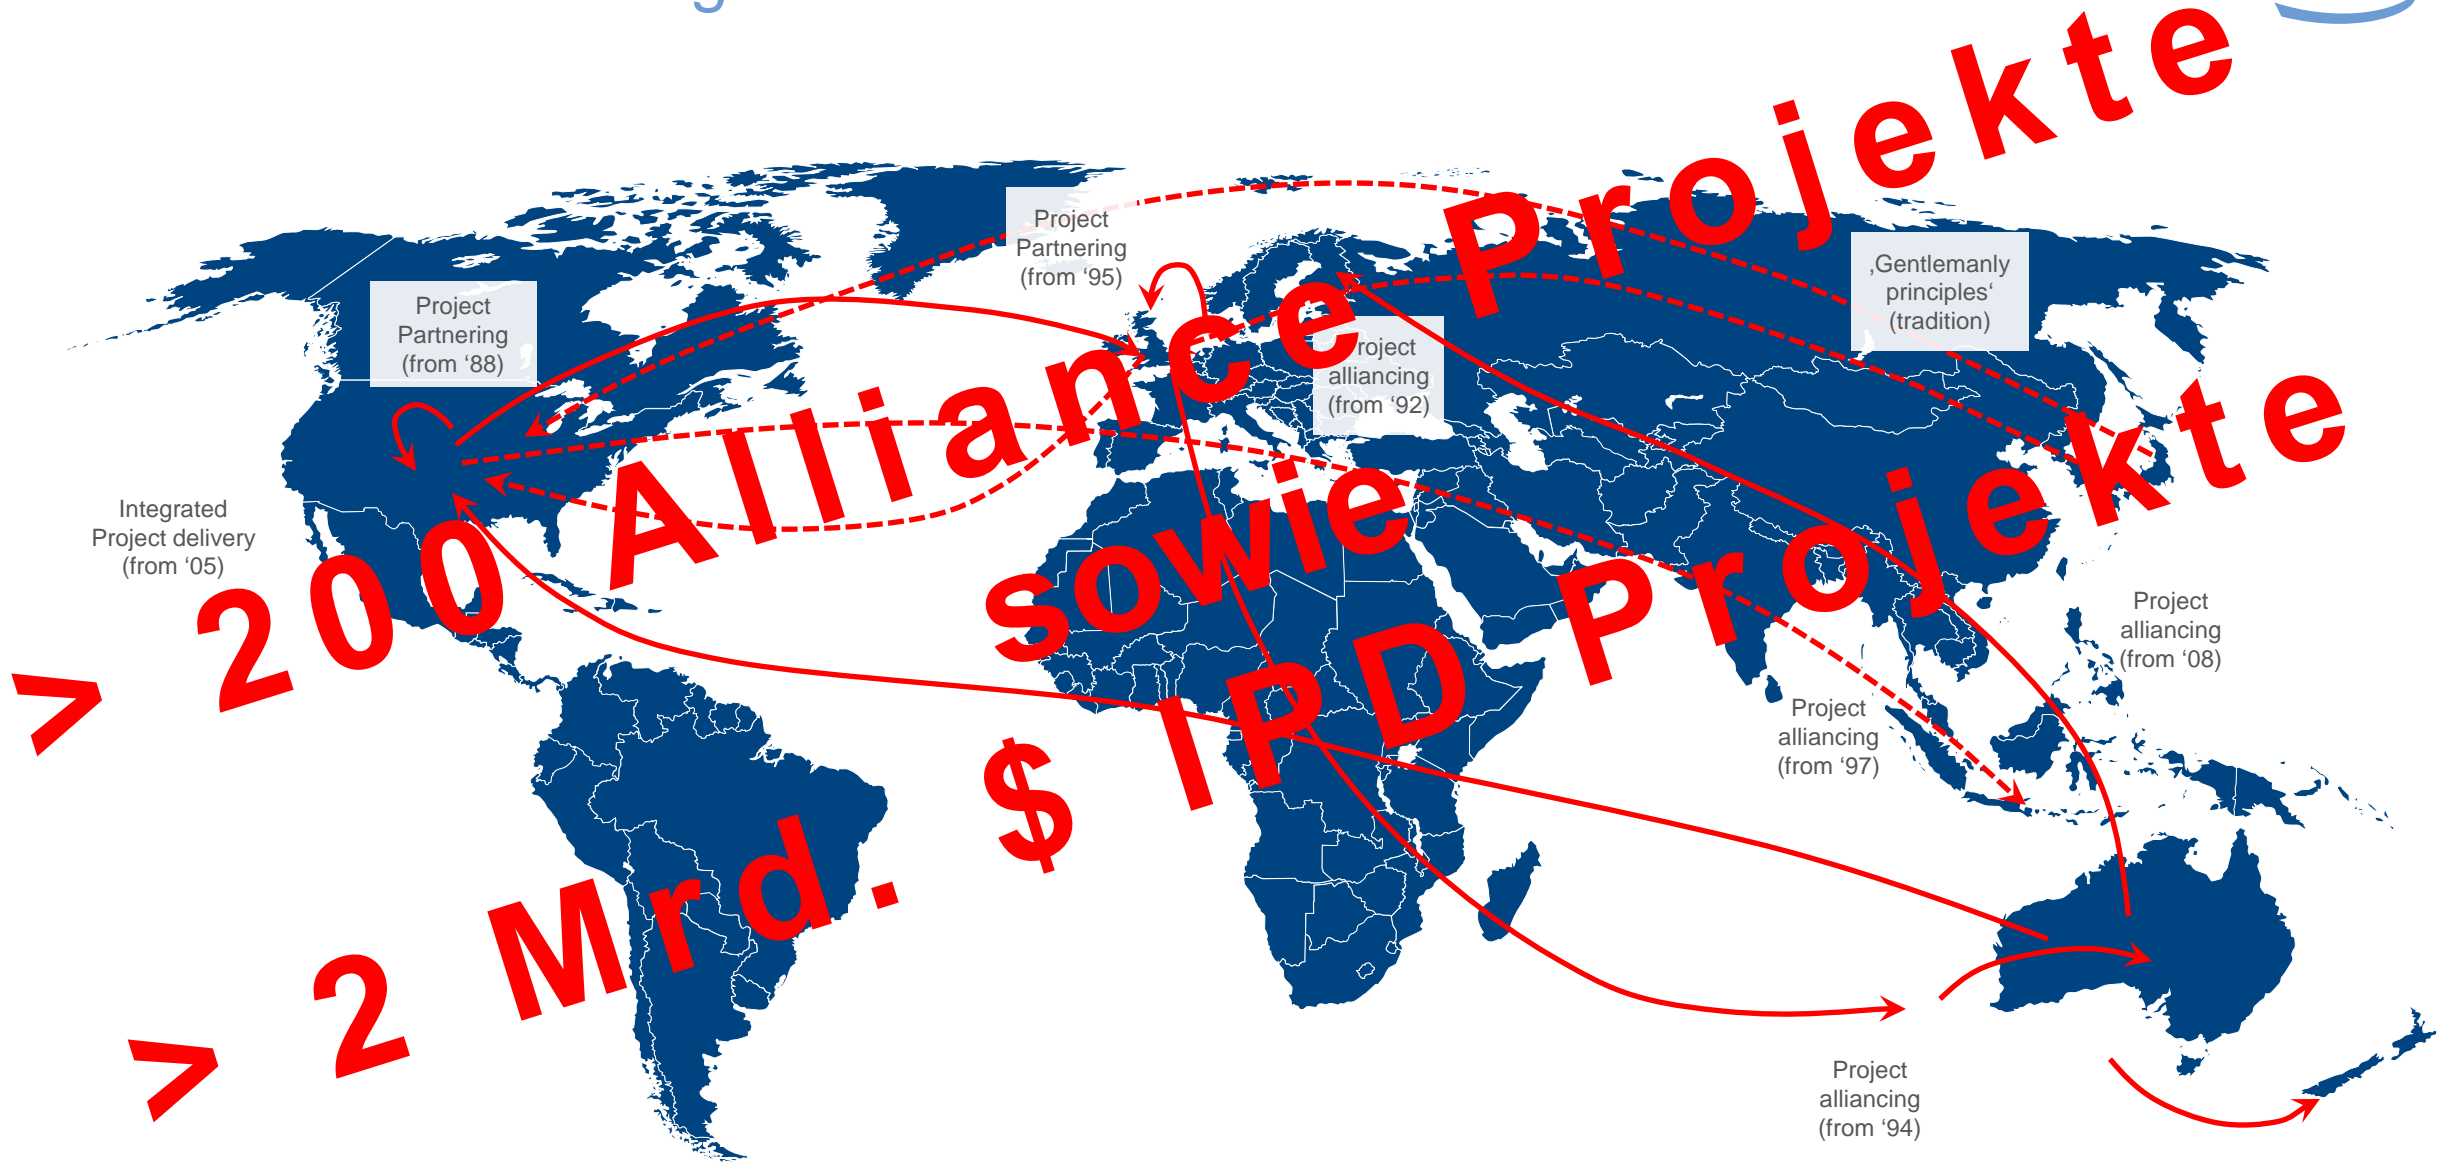 Project
Partnering
(from ‘95)
‚Gentlemanly
principles‘
(tradition)
Project
Partnering
(from ‘88)
Project
alliancing
(from ‘92)
Integrated
Project delivery
(from ‘05)
Project
alliancing
(from ‘08)
Project
alliancing
(from ‘97)
Project
alliancing
(from ‘94)
> 200 Alliance Projekte
sowie
> 2 Mrd. $ IPD Projekte